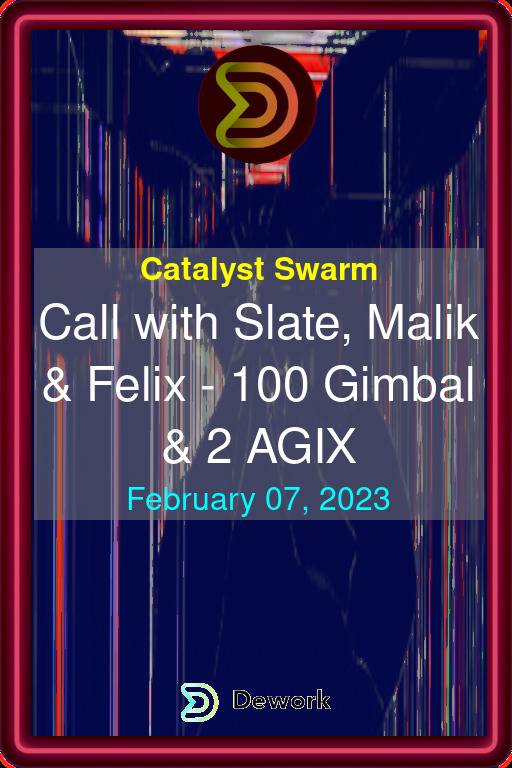 Catalyst Swarm
Call with Slate, Malik
& Felix - 100 Gimbal
& 2 AGIX
February 07, 2023
Dework